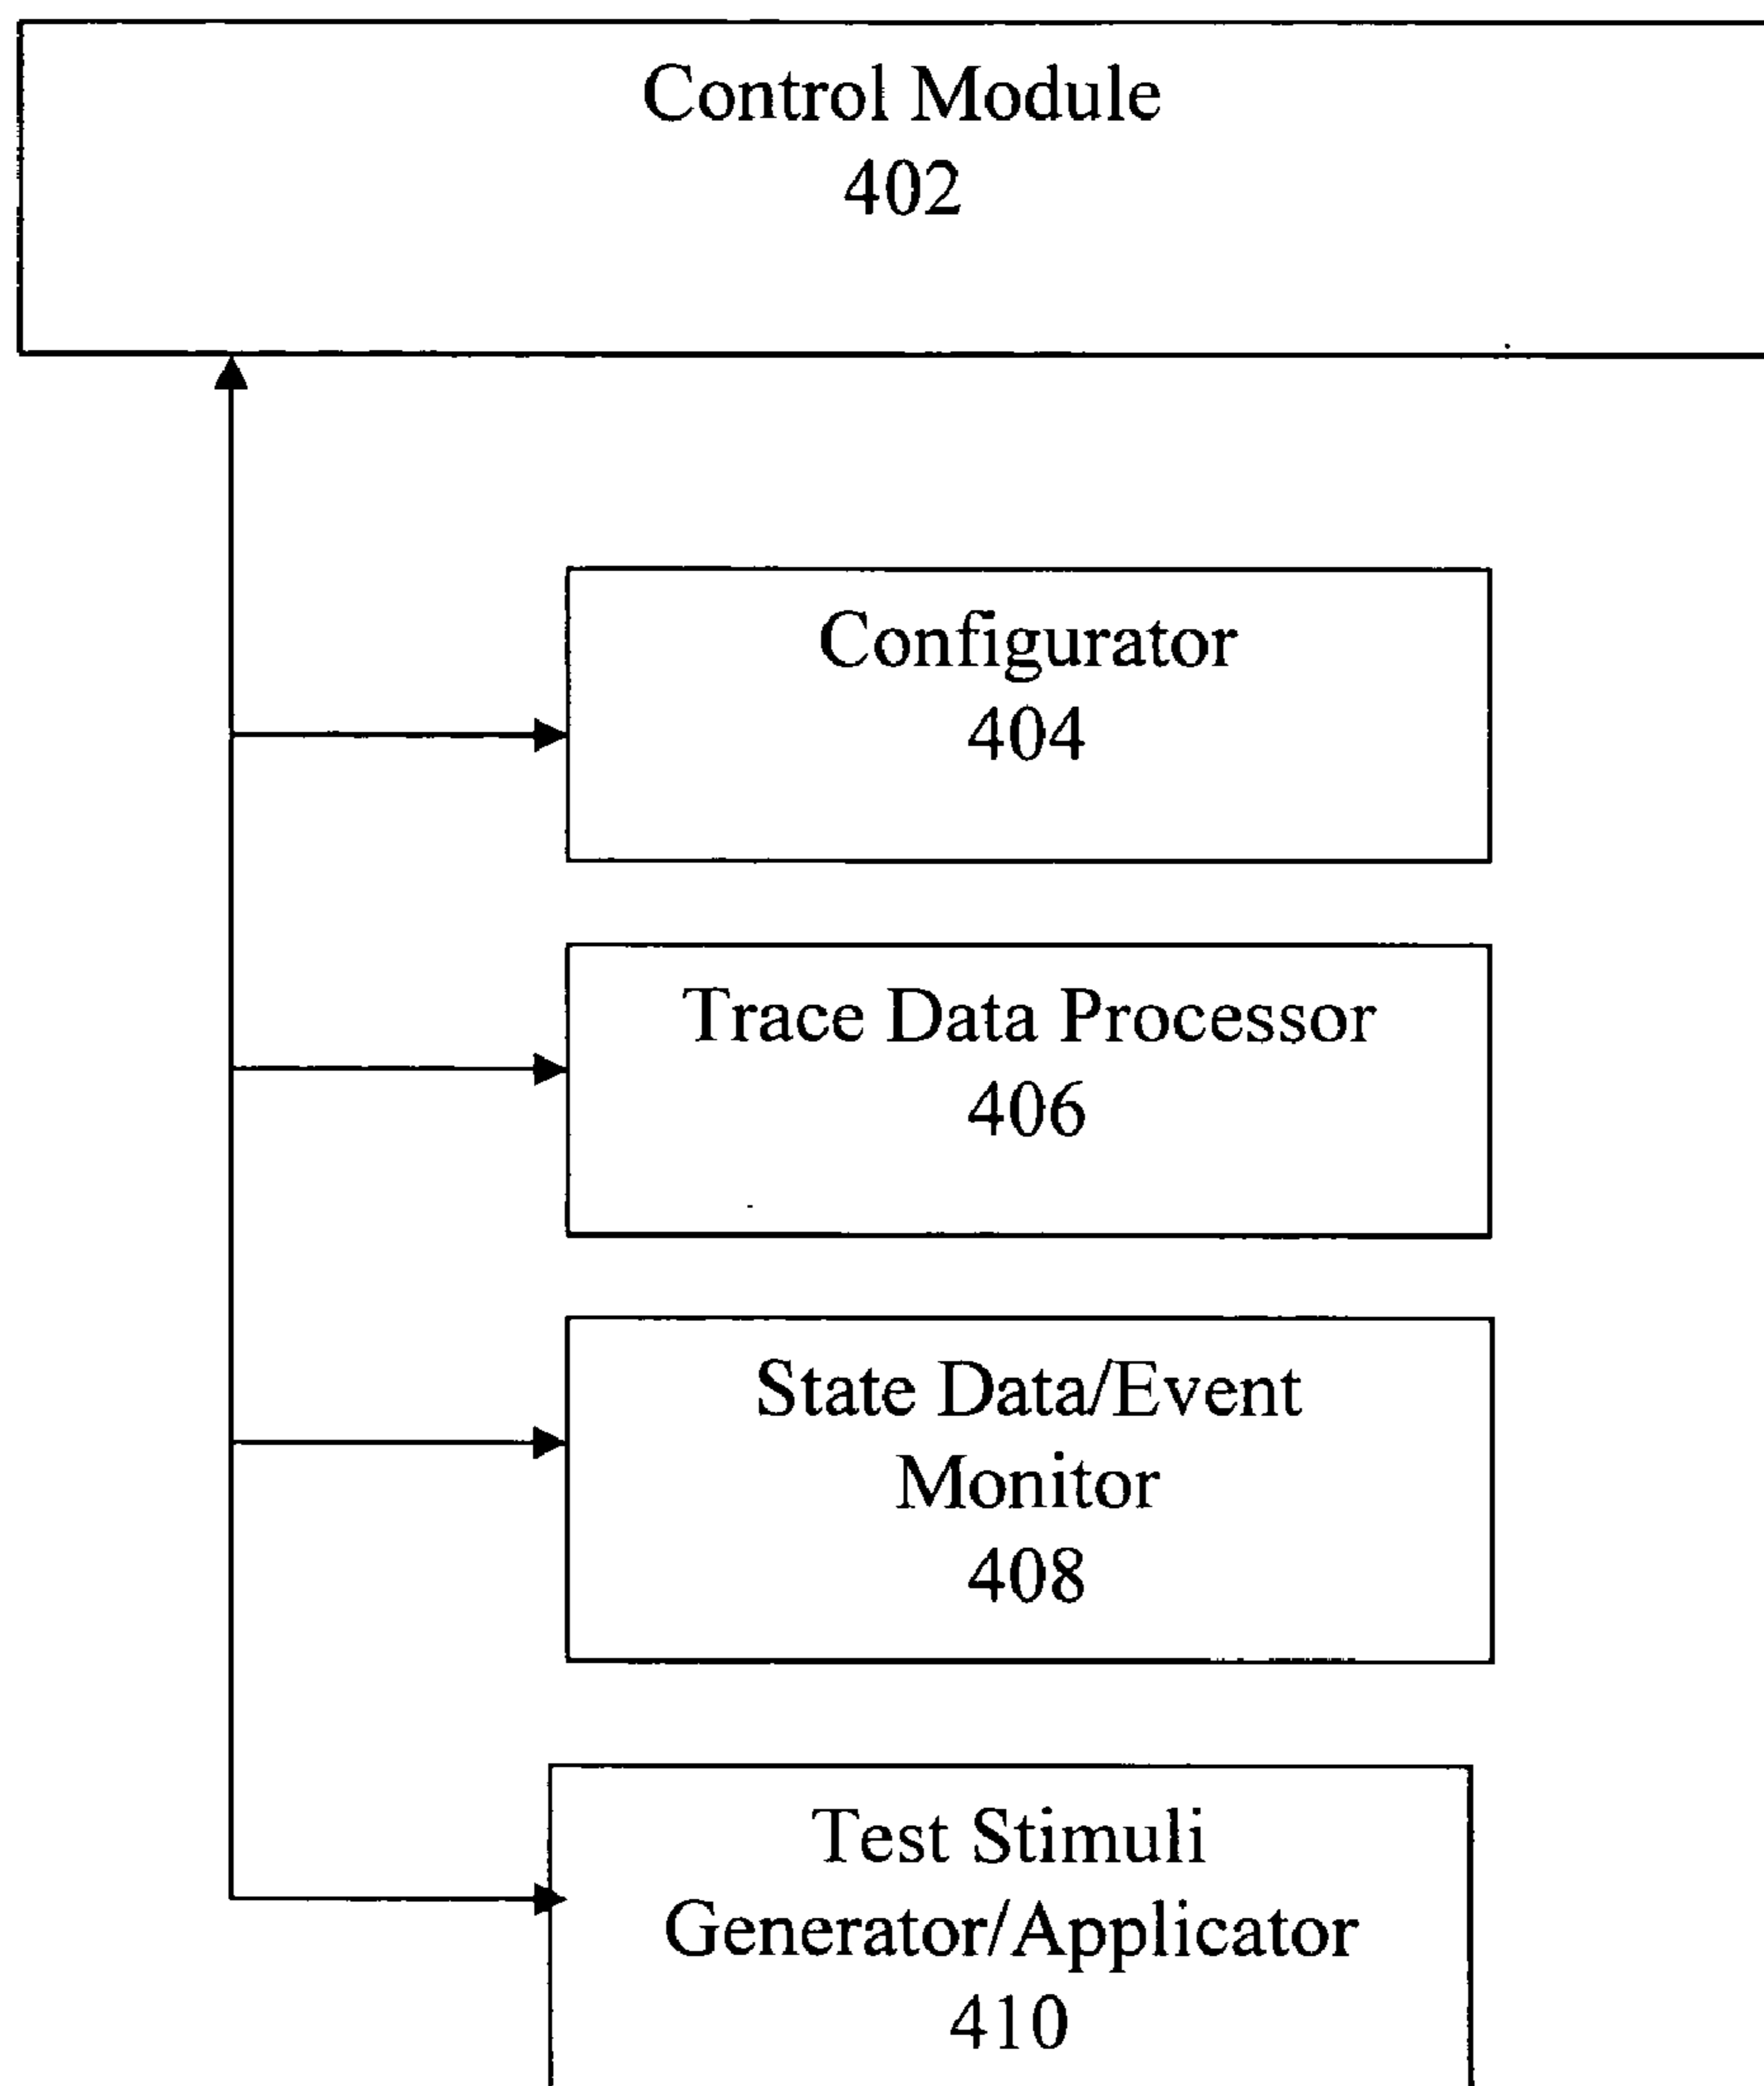 Control Module
402
Configurator
404
Trace Data Processor
406
State Data/Event
Monitor
408
Test Stimuli
Generator/Applicator
410